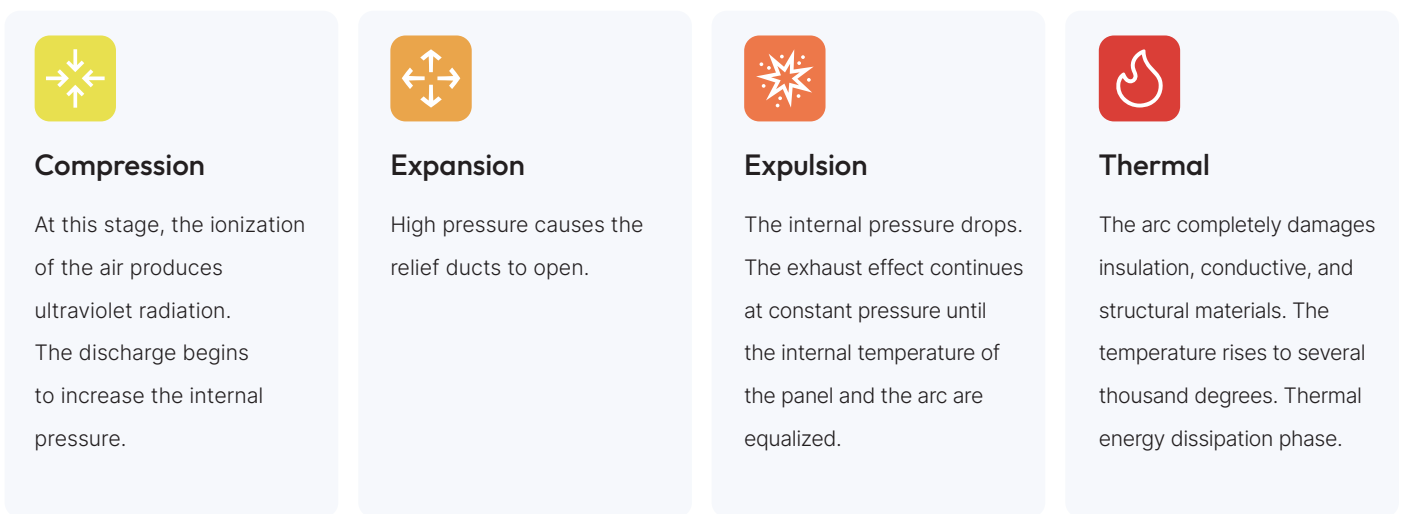 Compression
At this stage, the ionization
of the air produces
ultraviolet radiation.
The discharge begins
to increase the internal
pressure.
Expansion
High pressure causes the
relief ducts to open.
Expulsion
The internal pressure drops.
The exhaust effect continues
at constant pressure until
the internal temperature of
the panel and the arc are
equalized.
Thermal
The arc completely damages
insulation, conductive, and
structural materials. The
temperature rises to several
thousand degrees. Thermal
energy dissipation phase.